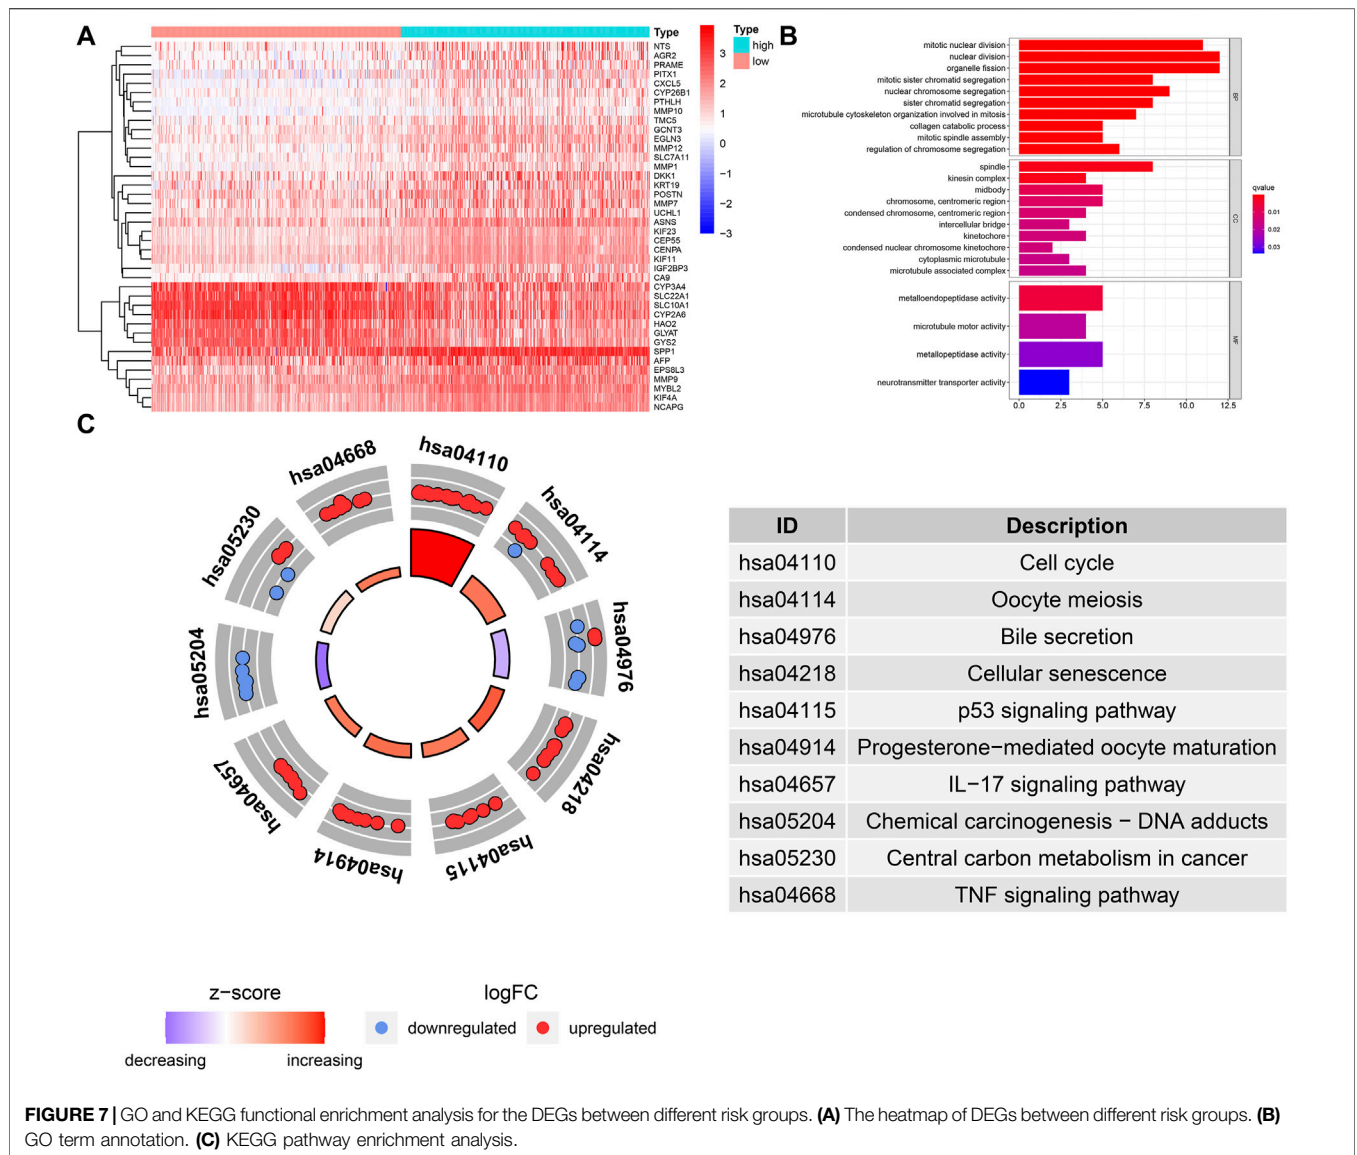 A
Type
NTS
AGR2
PRAME
PITX1
CXCL5
CYP26B1
PTHLH
MMP10
TMC5
GCNT3
EGLN3
MMP12
SLC7A11
MMP1
DKK1
KRT19
POSTN
MMP7
UCHL1
ASNS
KIF23
CEP55
CENPA
KIF11
IGF2BP3
CA9
CYP3A4
SLC22A1
SLC10A1
CYP2A6
HAO2
GLYAT
GYS2
SPP1
AFP
EPS8L3
MMP9
MYBL2
KIF4A
NCAPG
3
2
1
0
−1
−2
−3
Type
high
low
B
mitotic nuclear division
nuclear division
organelle fission
mitotic sister chromatid segregation
nuclear chromosome segregation
sister chromatid segregation
microtubule cytoskeleton organization involved in mitosis
collagen catabolic process
mitotic spindle assembly
regulation of chromosome segregation
BP
spindle
kinesin complex
midbody
chromosome, centromeric region
condensed chromosome, centromeric region
intercellular bridge
kinetochore
condensed nuclear chromosome kinetochore
cytoplasmic microtubule
microtubule associated complex
CC
metalloendopeptidase activity
microtubule motor activity
metallopeptidase activity
neurotransmitter transporter activity
MF
0.0 2.5 5.0 7.5 10.0 12.5
qvalue
0.01
0.02
0.03
C
hsa04110
hsa04114
hsa04976
hsa04218
hsa04115
hsa04914
hsa04657
hsa05204
hsa05230
hsa04668
ID Description
hsa04110 Cell cycle
hsa04114 Oocyte meiosis
hsa04976 Bile secretion
hsa04218 Cellular senescence
hsa04115 p53 signaling pathway
hsa04914 Progesterone−mediated oocyte maturation
hsa04657 IL−17 signaling pathway
hsa05204 Chemical carcinogenesis − DNA adducts
hsa05230 Central carbon metabolism in cancer
hsa04668 TNF signaling pathway
z−score
decreasing increasing
logFC
downregulated upregulated
FIGURE 7 | GO and KEGG functional enrichment analysis for the DEGs between different risk groups. (A) The heatmap of DEGs between different risk groups. (B)
GO term annotation. (C) KEGG pathway enrichment analysis.